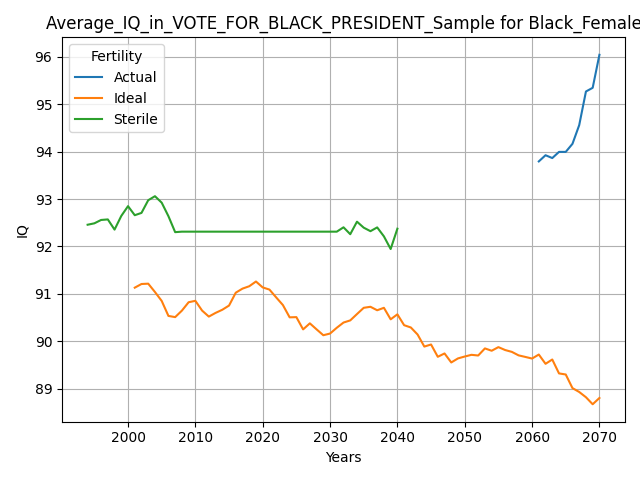 Average_IQ_in_VOTE_FOR_BLACK_PRESIDENT_Sample for Black_Female
Fertility
Actual
Ideal
Sterile
96
95
94
93
92
91
90
89
IQ
2000 2010 2020 2030 2040 2050 2060 2070
Years